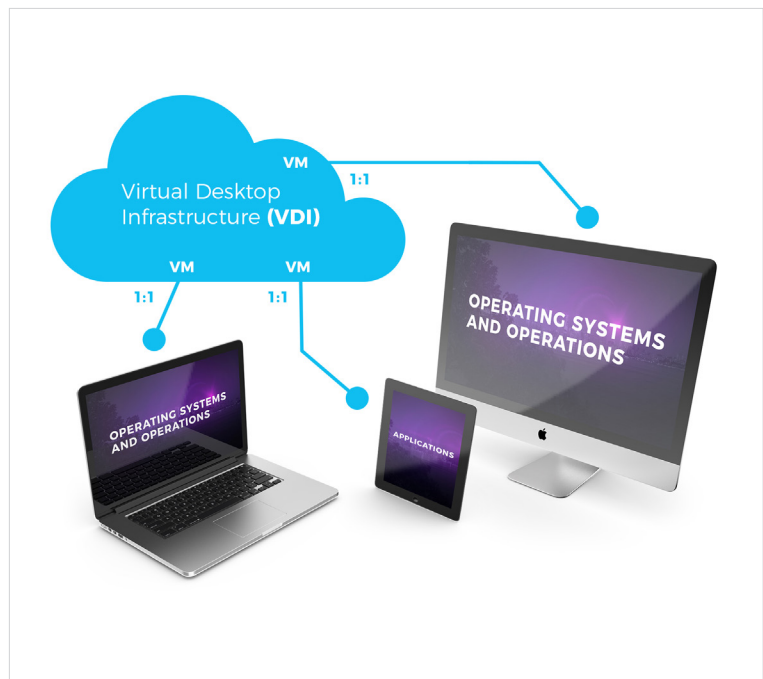 VM
1:1
Virtual Desktop
Infrastructure (VDI)
VM
VM
1:1
1:1
OPERATING SYSTEMS
AND OPERATIONS
OPERATING SYSTEMS
AND OPERATIONS
APPLICATIONS